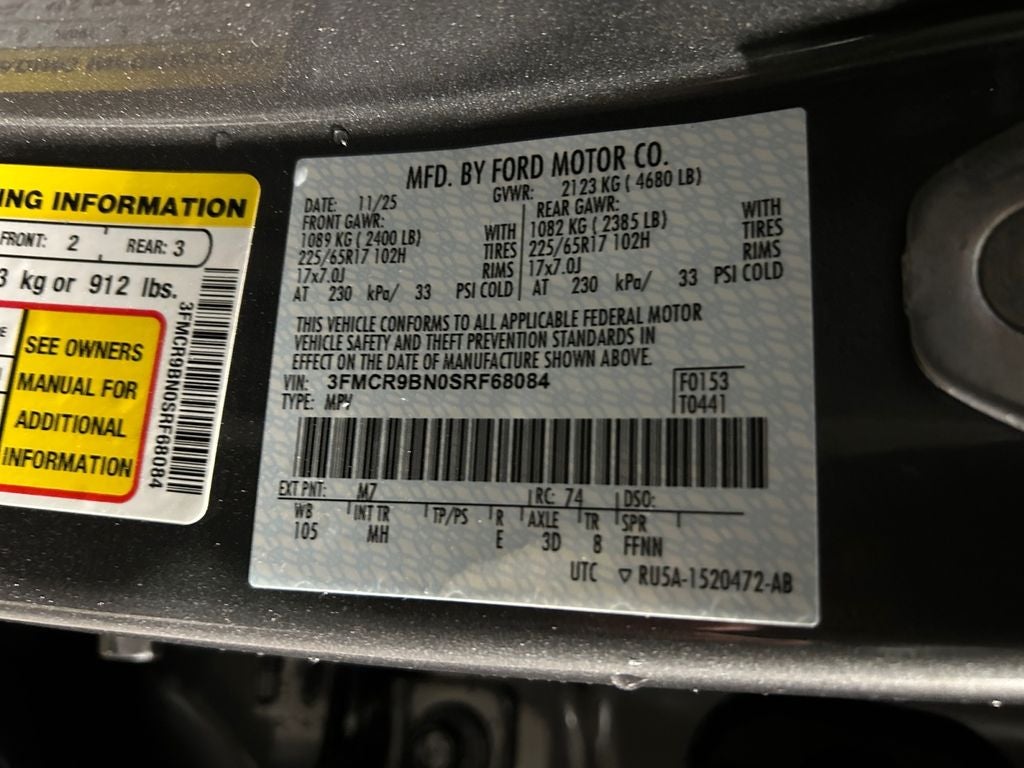 NG INFORMATION
FRONT: 2 REAR: 3
3 kg or 912 lbs.
SEE OWNERS
MANUAL FOR
ADDITIONAL
INFORMATION
3FMCR9BN0SRF68084
MFD. BY FORD MOTOR CO.
DATE: 11/25 GVWR: 2123 KG ( 4680 LB)
FRONT GAWR: REAR GAWR:
1089 KG (2400 LB) WITH 1082 KG ( 2385 LB) WITH
225/65R17 102H TIRES 225/65R17 102H TIRES
17x7.0J RIMS 17x7.0J RIMS
AT 230 kPa/ 33 PSI COLD AT 230 kPa/ 33 PSI COLD
THIS VEHICLE CONFORMS TO ALL APPLICABLE FEDERAL MOTOR
VEHICLE SAFETY AND THEFT PREVENTION STANDARDS IN
EFFECT ON THE DATE OF MANUFACTURE SHOWN ABOVE.
VIN: 3FMCR9BN0SRF68084 F0153
TYPE: MPV T0441
EXT PNT: M7 RC: 74 DSO:
WB INT TR TP/PS R AXLE TR SPR
105 MH E 3D 8 FFNN
UTC ▽ RU5A-1520472-AB